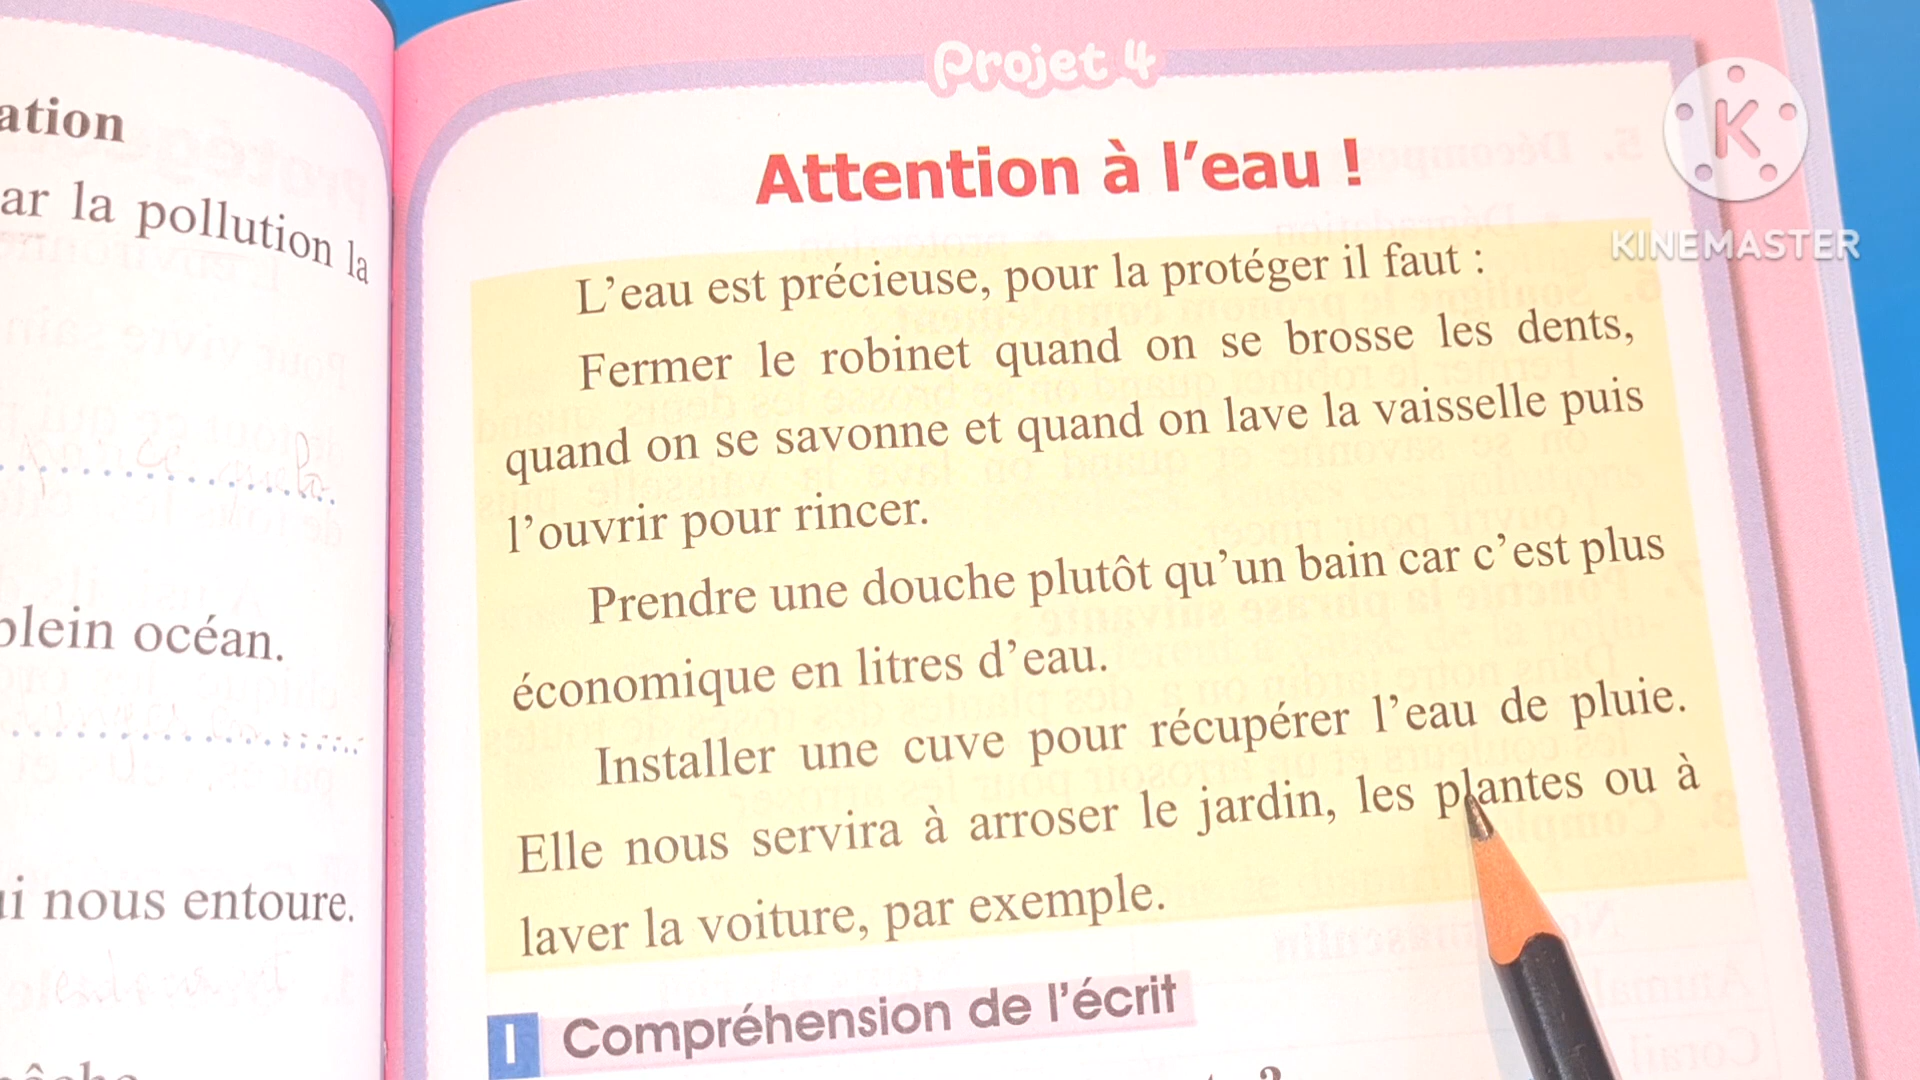 ation
ar la pollution la
plein océan.
ui nous entoure.
Projet 4
Attention à l'eau !
L'eau est précieuse, pour la protéger il faut :
Fermer le robinet quand on se brosse les dents,
quand on se savonne et quand on lave la vaisselle puis
l'ouvrir pour rincer.
Prendre une douche plutôt qu'un bain car c'est plus
économique en litres d'eau.
Installer une cuve pour récupérer l'eau de pluie.
Elle nous servira à arroser le jardin, les plantes ou à
laver la voiture, par exemple.
I Compréhension de l'écrit
K
KINEMASTER